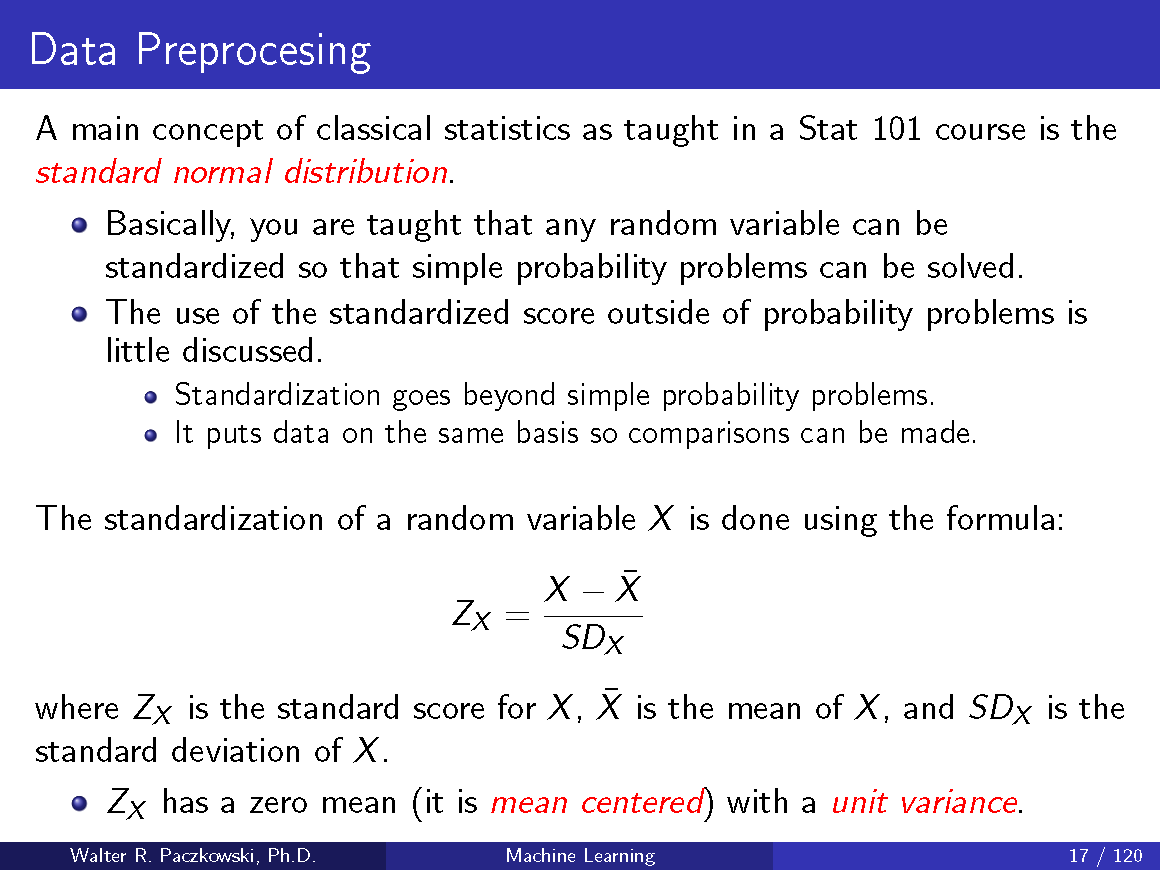 Data Preprocesing
A main concept of classical statistics as taught in a Stat 101 course is the
standard normal distribution.
Basically, you are taught that any random variable can be
standardized so that simple probability problems can be solved.
The use of the standardized score outside of probability problems is
little discussed.
Standardization goes beyond simple probability problems.
It puts data on the same basis so comparisons can be made.
The standardization of a random variable X is done using the formula:
Z_X = (X − X̄) / SD_X
where Z_X is the standard score for X, X̄ is the mean of X, and SD_X is the
standard deviation of X.
Z_X has a zero mean (it is mean centered) with a unit variance.
Walter R. Paczkowski, Ph.D. Machine Learning 17 / 120